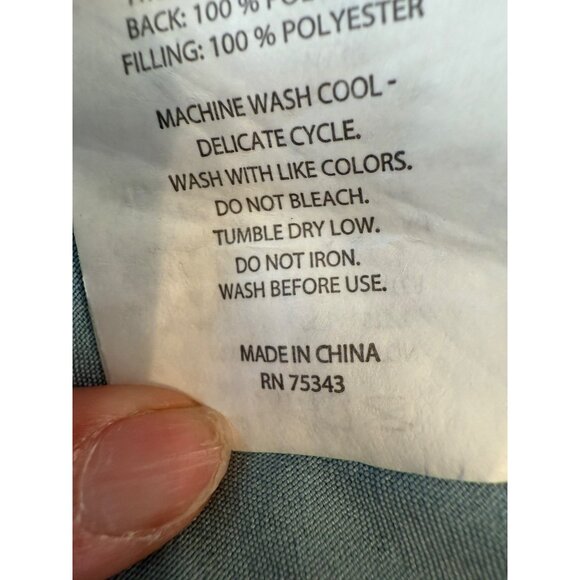 BACK: 100 %
FILLING: 100 % POLYESTER
MACHINE WASH COOL -
DELICATE CYCLE.
WASH WITH LIKE COLORS.
DO NOT BLEACH.
TUMBLE DRY LOW.
DO NOT IRON.
WASH BEFORE USE.
MADE IN CHINA
RN 75343